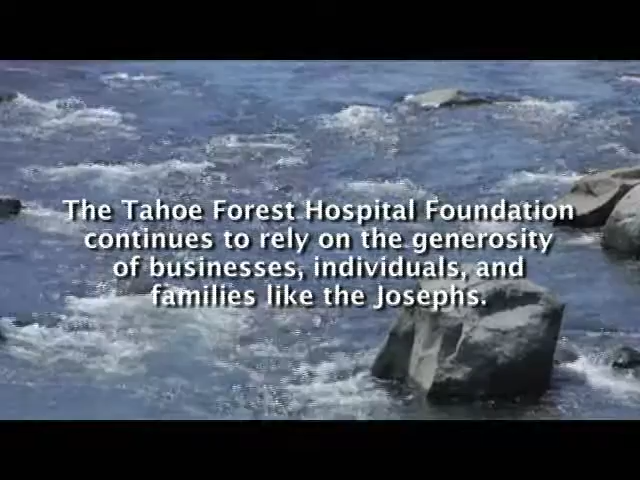 The Tahoe Forest Hospital Foundation
continues to rely on the generosity
of businesses, individuals, and
families like the Josephs.